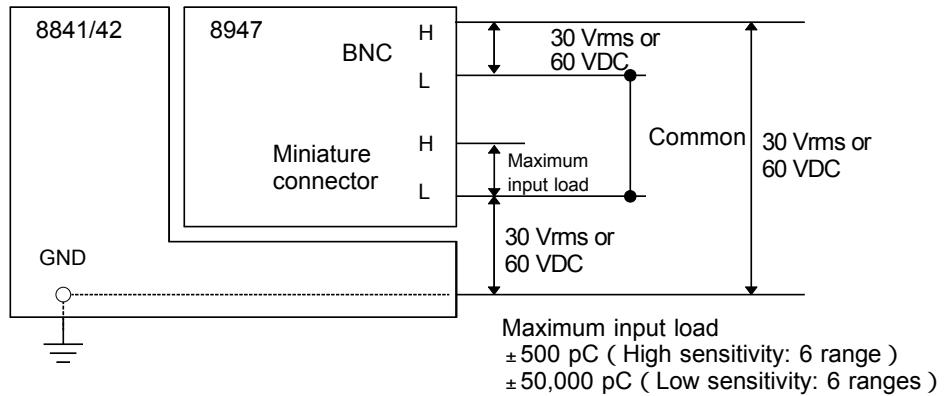 8841/42
8947
BNC
H
L
30 Vrms or
60 VDC
Miniature
connector
H
L
Maximum
input load
Common
30 Vrms or
60 VDC
30 Vrms or
60 VDC
GND
Maximum input load
±500 pC ( High sensitivity: 6 range )
±50,000 pC ( Low sensitivity: 6 ranges )